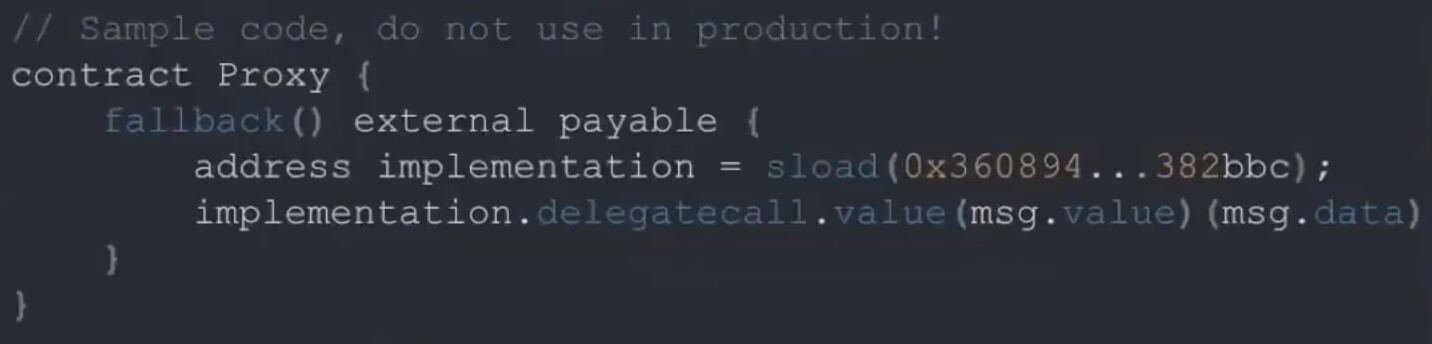 // Sample code, do not use in production!
contract Proxy {
    fallback() external payable {
        address implementation = sload(0x360894...382bbc);
        implementation.delegatecall.value(msg.value)(msg.data)
    }
}